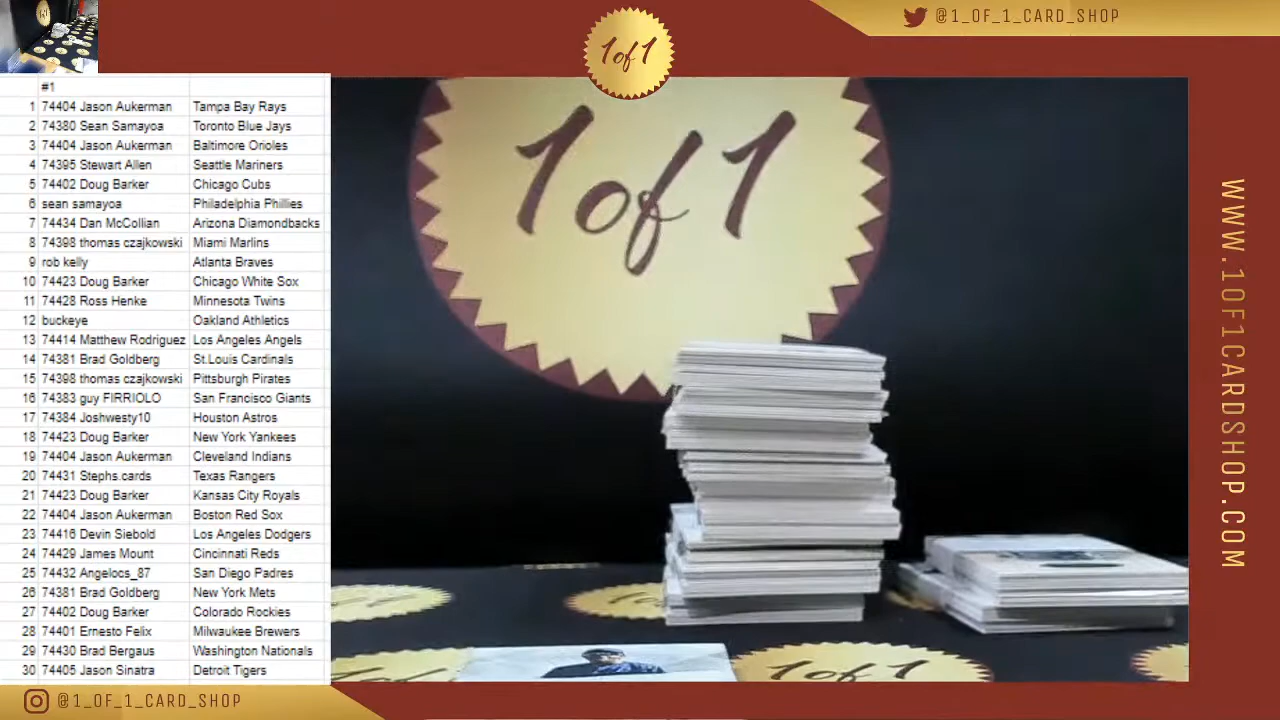 @1_OF_1_CARD_SHOP
1 of 1
#1
1 74404 Jason Aukerman Tampa Bay Rays
2 74380 Sean Samayoa Toronto Blue Jays
3 74404 Jason Aukerman Baltimore Orioles
4 74395 Stewart Allen Seattle Mariners
5 74402 Doug Barker Chicago Cubs
6 sean samayoa Philadelphia Phillies
7 74434 Dan McCollian Arizona Diamondbacks
8 74398 thomas czajkowski Miami Marlins
9 rob kelly Atlanta Braves
10 74423 Doug Barker Chicago White Sox
11 74428 Ross Henke Minnesota Twins
12 buckeye Oakland Athletics
13 74414 Matthew Rodriguez Los Angeles Angels
14 74381 Brad Goldberg St.Louis Cardinals
15 74398 thomas czajkowski Pittsburgh Pirates
16 74383 guy FIRRIOLO San Francisco Giants
17 74384 Joshwesty10 Houston Astros
18 74423 Doug Barker New York Yankees
19 74404 Jason Aukerman Cleveland Indians
20 74431 Stephs.cards Texas Rangers
21 74423 Doug Barker Kansas City Royals
22 74404 Jason Aukerman Boston Red Sox
23 74416 Devin Siebold Los Angeles Dodgers
24 74429 James Mount Cincinnati Reds
25 74432 Angelocs_87 San Diego Padres
26 74381 Brad Goldberg New York Mets
27 74402 Doug Barker Colorado Rockies
28 74401 Ernesto Felix Milwaukee Brewers
29 74430 Brad Bergaus Washington Nationals
30 74405 Jason Sinatra Detroit Tigers
1 of 1
1 of 1
WWW.1OF1CARDSHOP.COM
@1_OF_1_CARD_SHOP